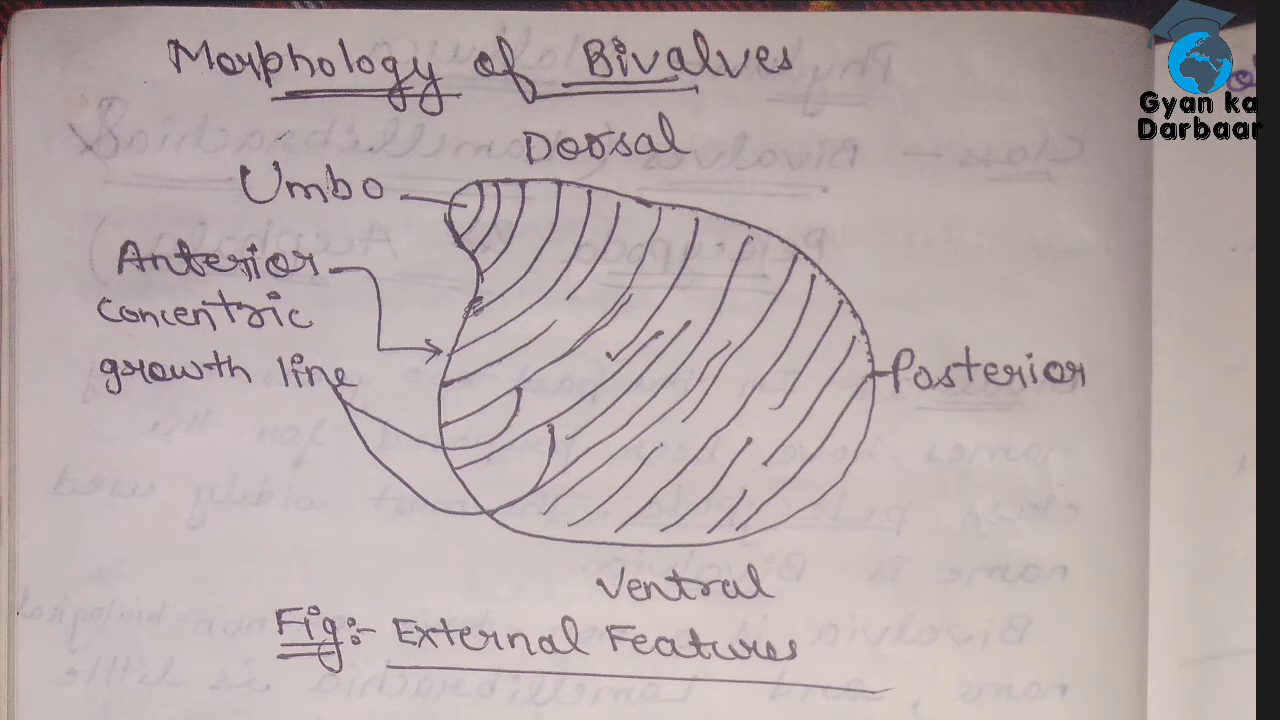 Morphology of Bivalves
Gyan ka
Darbaar
Dorsal
Umbo
Anterior
Concentric
growth line
Posterior
Ventral
Fig:- External Features